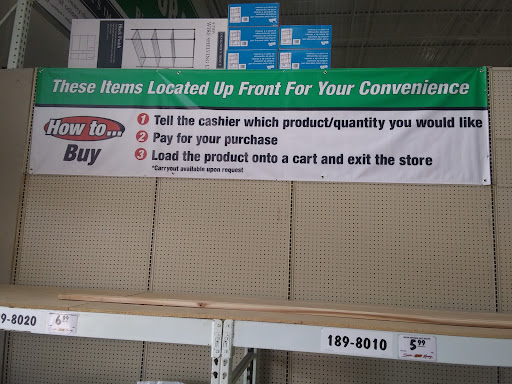 These Items Located Up Front For Your Convenience
How to...
Buy
1 Tell the cashier which product/quantity you would like
2 Pay for your purchase
3 Load the product onto a cart and exit the store
*Carryout available upon request
9-8020
6 99
189-8010
5 99